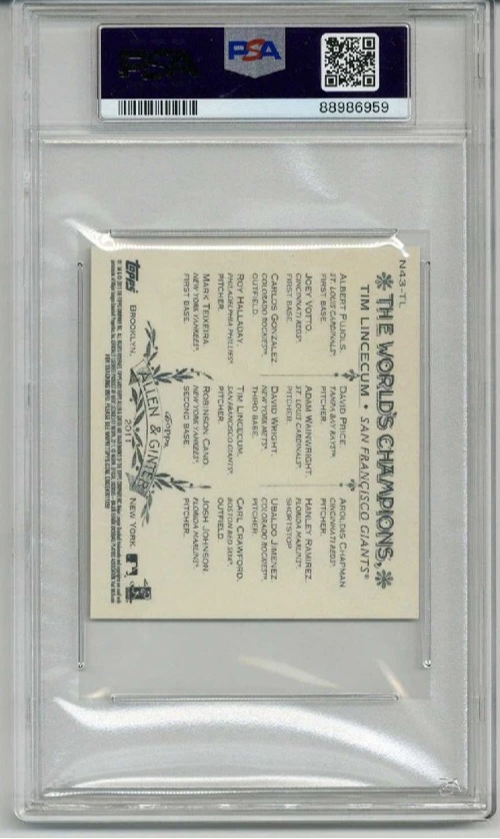 PSA
88986959
N43-TL
THE WORLD'S CHAMPIONS,
TIM LINCECUM • SAN FRANCISCO GIANTS®
ALBERT PUJOLS,
ST. LOUIS CARDINALS®
FIRST BASE
JOEY VOTTO,
CINCINNATI REDS®
FIRST BASE
CARLOS GONZALEZ,
COLORADO ROCKIES™
OUTFIELD
ROY HALLADAY,
PHILADELPHIA PHILLIES®
PITCHER
MARK TEIXEIRA
NEW YORK YANKEES®
FIRST BASE
DAVID PRICE,
TAMPA BAY RAYS™
PITCHER
ADAM WAINWRIGHT,
ST. LOUIS CARDINALS®
PITCHER
DAVID WRIGHT,
NEW YORK METS®
THIRD BASE
TIM LINCECUM,
SAN FRANCISCO GIANTS®
PITCHER
ROBINSON CANO,
NEW YORK YANKEES®
SECOND BASE
AROLDIS CHAPMAN
CINCINNATI REDS®
PITCHER
HANLEY RAMIREZ,
FLORIDA MARLINS®
SHORTSTOP
UBALDO JIMENEZ
COLORADO ROCKIES™
PITCHER
CARL CRAWFORD,
BOSTON RED SOX®
OUTFIELD
JOSH JOHNSON,
FLORIDA MARLINS®
PITCHER
Topps
ALLEN & GINTER
2011
Topps BROOKLYN, NEW YORK